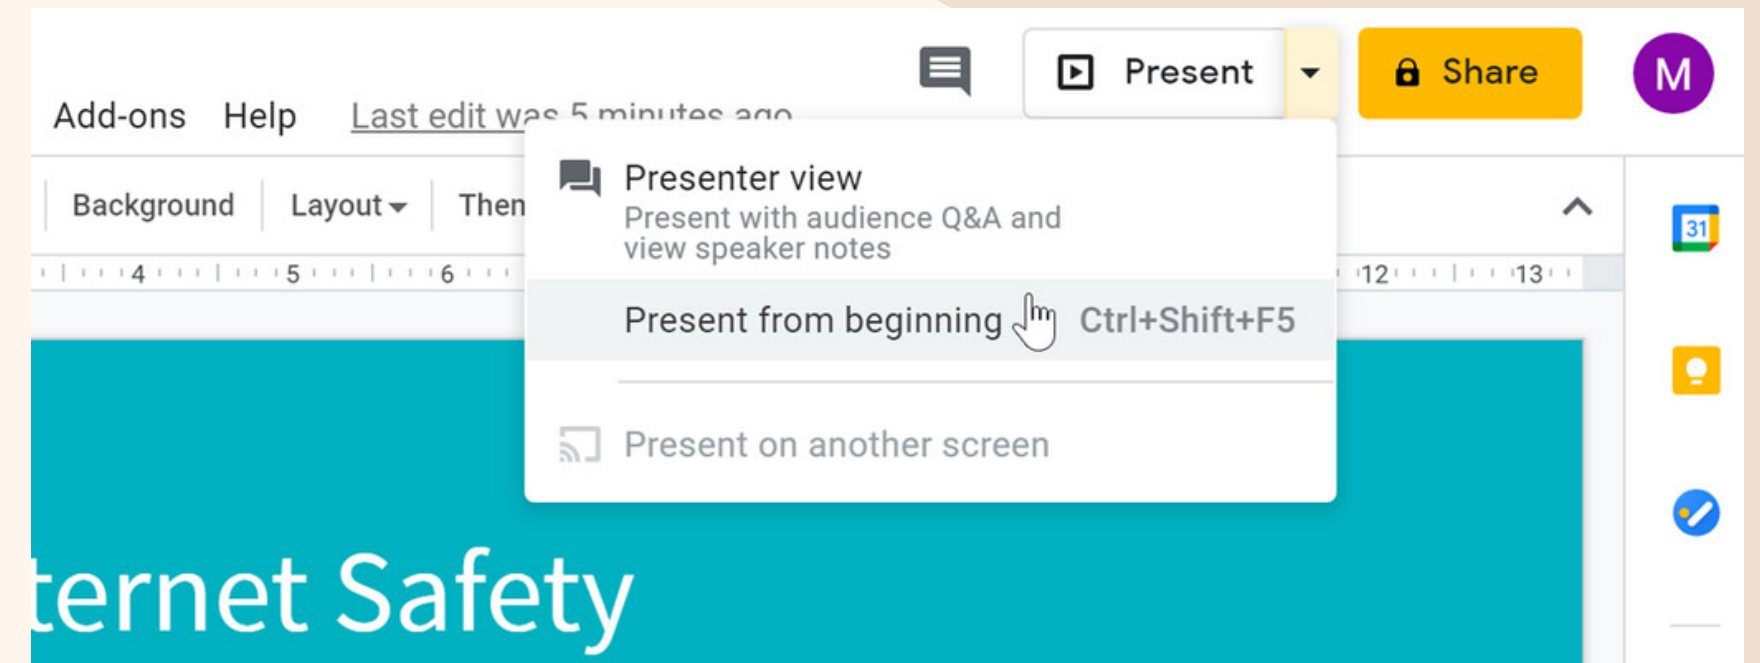 Present
Share
M
Add-ons Help Last edit was 5 minutes ago
Presenter view
Present with audience Q&A and
view speaker notes
Background Layout Then
31
4 5 6 12 13
Present from beginning Ctrl+Shift+F5
Present on another screen
ternet Safety